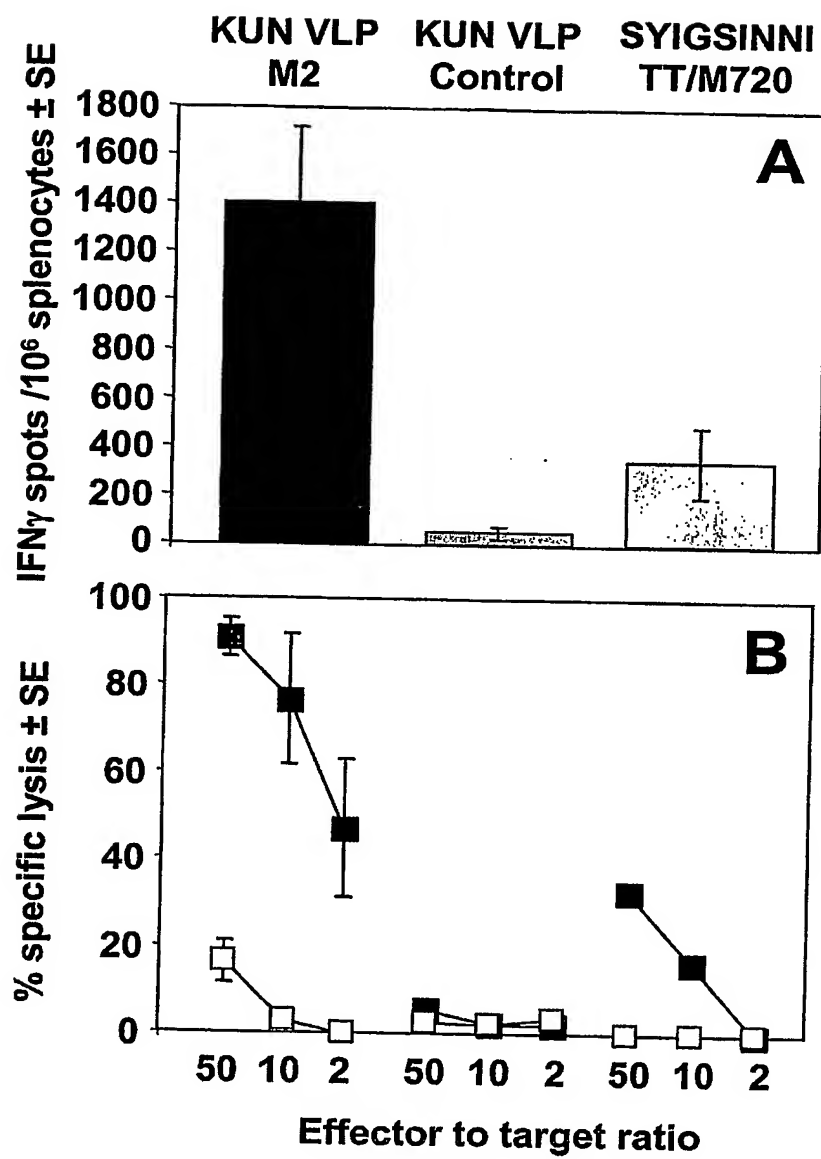 KUN VLP M2
KUN VLP Control
SYIGSINNI TT/M720
IFNγ spots /10⁶ splenocytes ± SE
1800
1600
1400
1200
1000
800
600
400
200
0
A
% specific lysis ± SE
100
80
60
40
20
0
B
50 10 2 50 10 2 50 10 2
Effector to target ratio